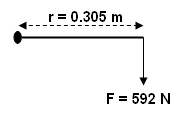 r = 0.305 m
F = 592 N